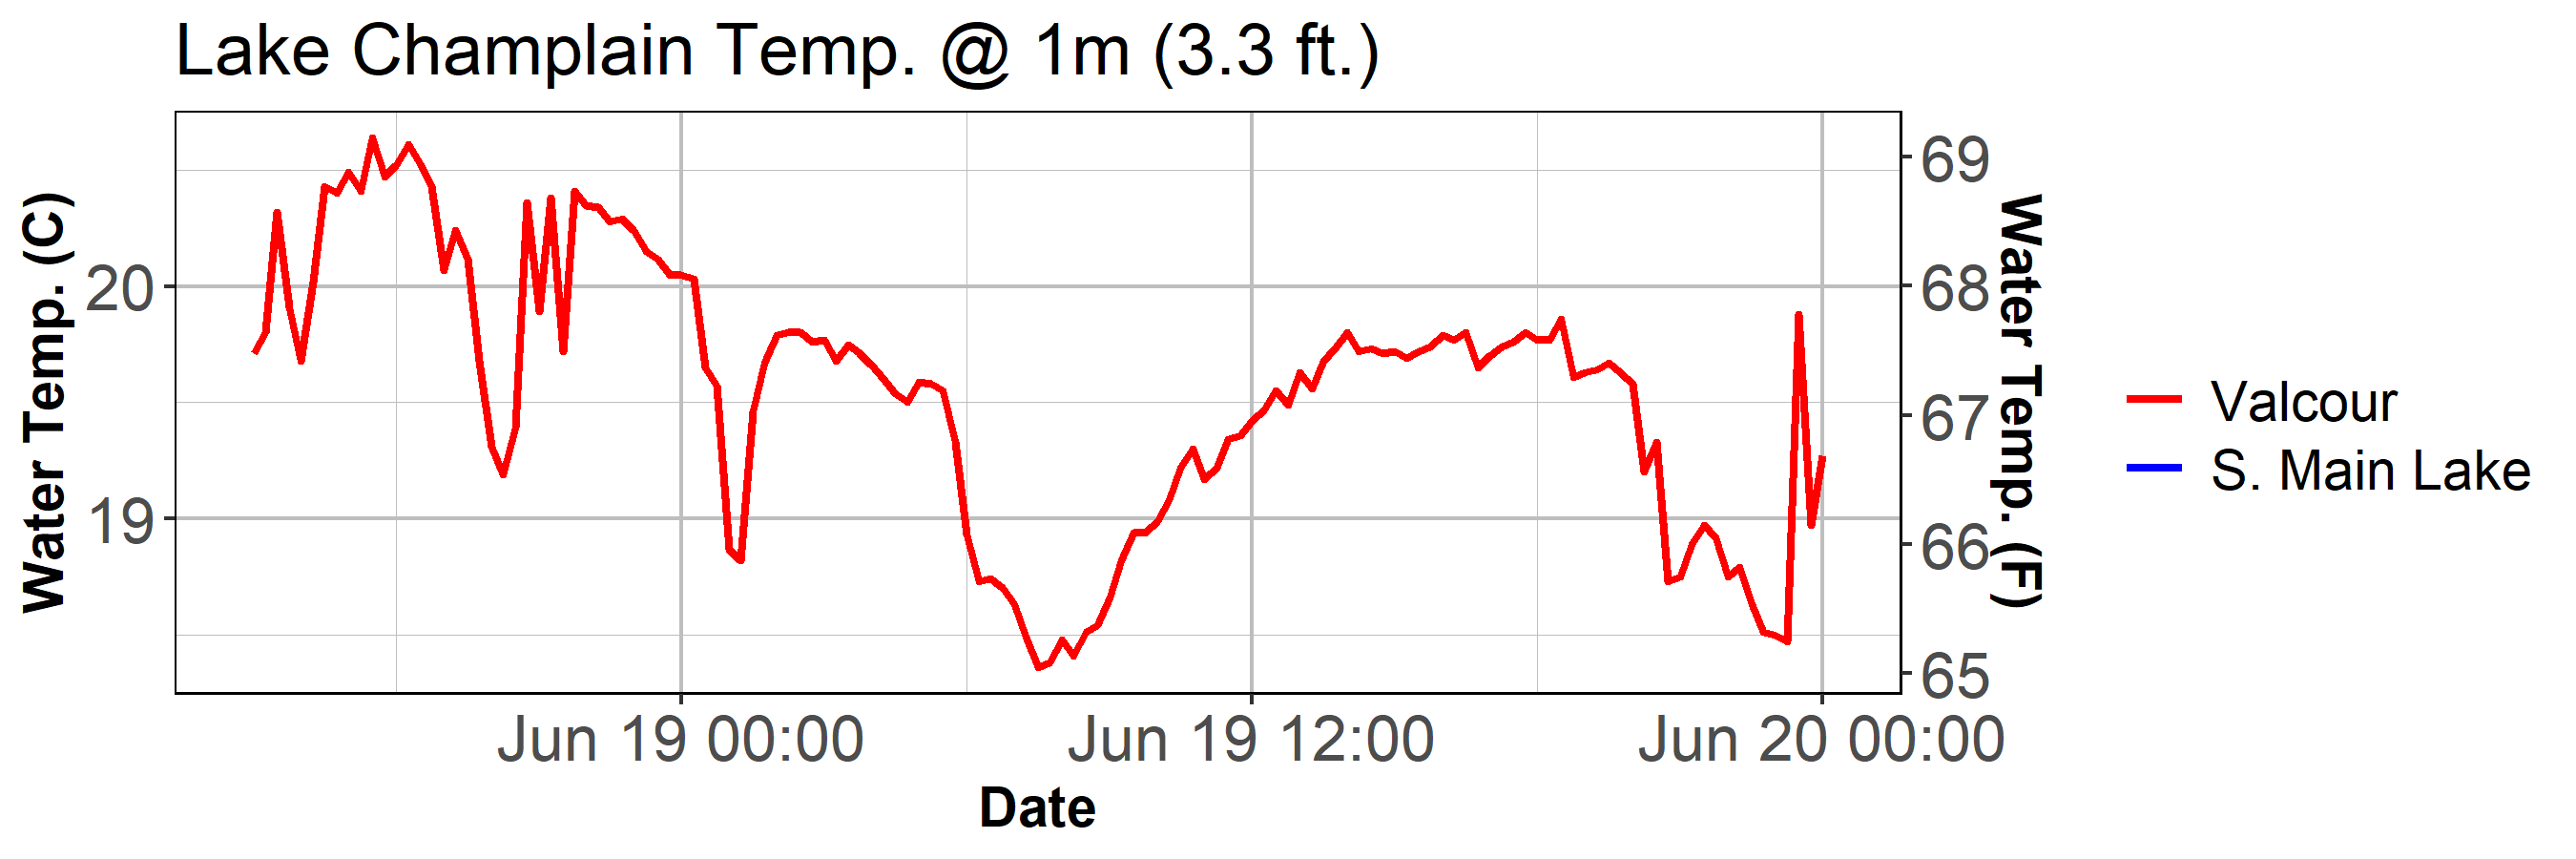 Lake Champlain Temp. @ 1m (3.3 ft.)
Water Temp. (C)
20
19
69
68
67
66
65
Water Temp. (F)
Jun 19 00:00
Jun 19 12:00
Jun 20 00:00
Date
Valcour
S. Main Lake